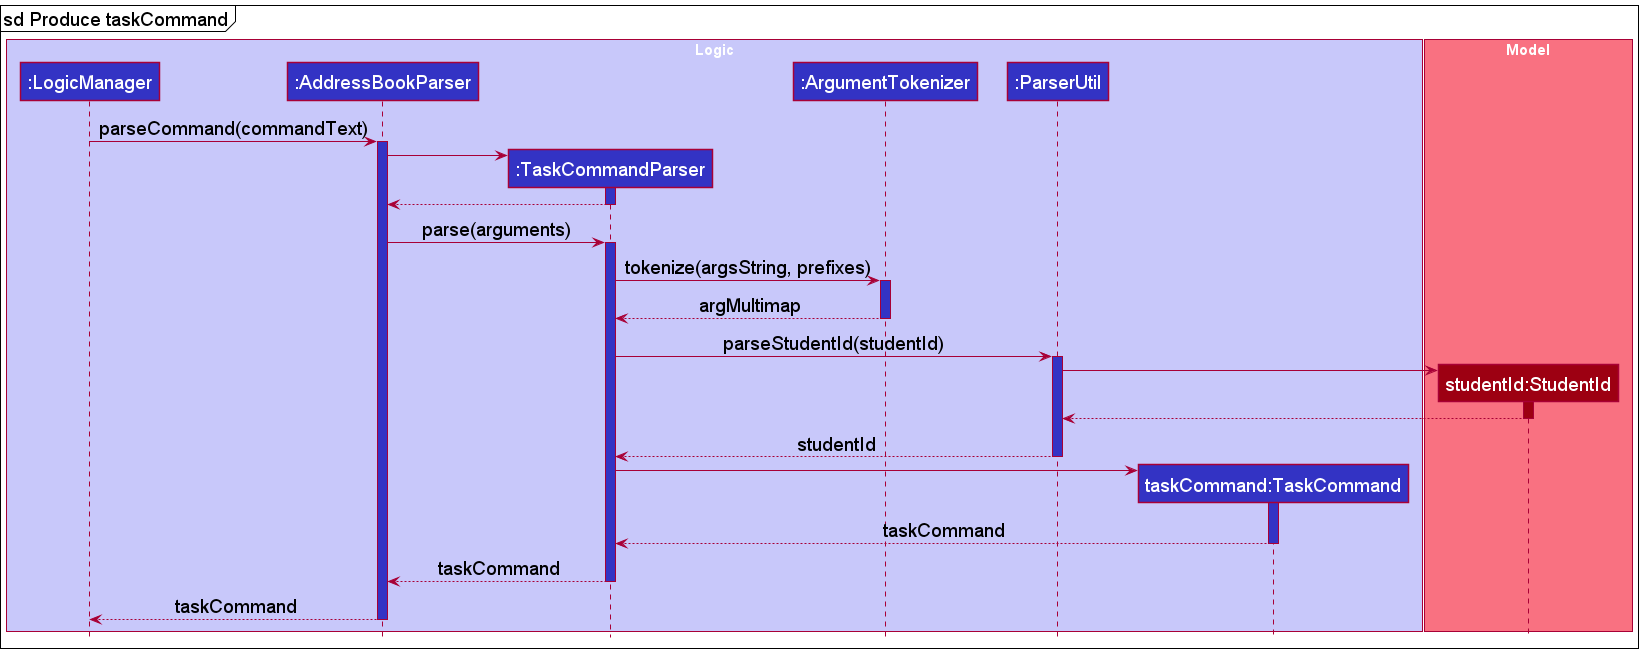 sd Produce taskCommand
Logic
Model
:LogicManager
:AddressBookParser
:ArgumentTokenizer
:ParserUtil
parseCommand(commandText)
:TaskCommandParser
parse(arguments)
tokenize(argsString, prefixes)
argMultimap
parseStudentId(studentId)
studentId:StudentId
studentId
taskCommand:TaskCommand
taskCommand
taskCommand
taskCommand